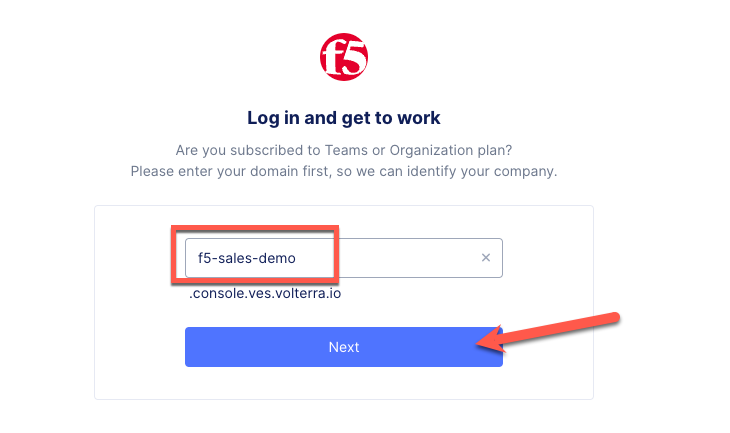 f5
Log in and get to work
Are you subscribed to Teams or Organization plan?
Please enter your domain first, so we can identify your company.
f5-sales-demo
.console.ves.volterra.io
Next